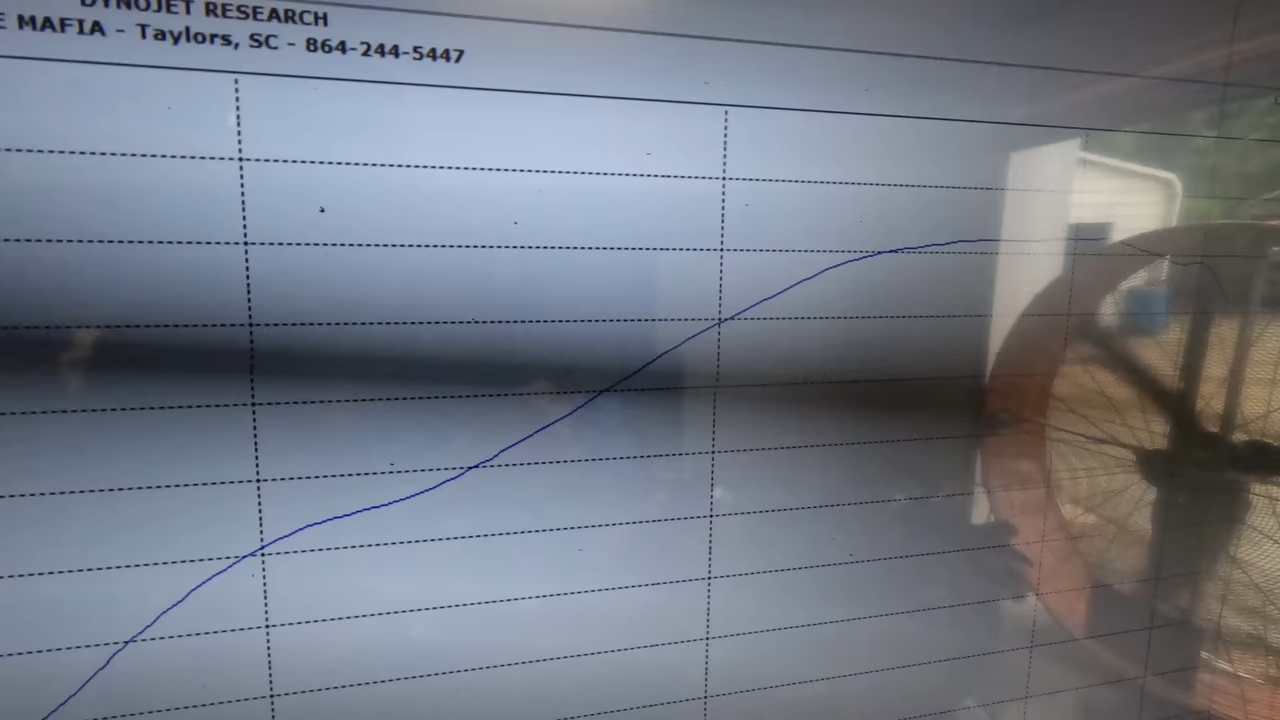 DYNOJET RESEARCH
E MAFIA - Taylors, SC - 864-244-5447